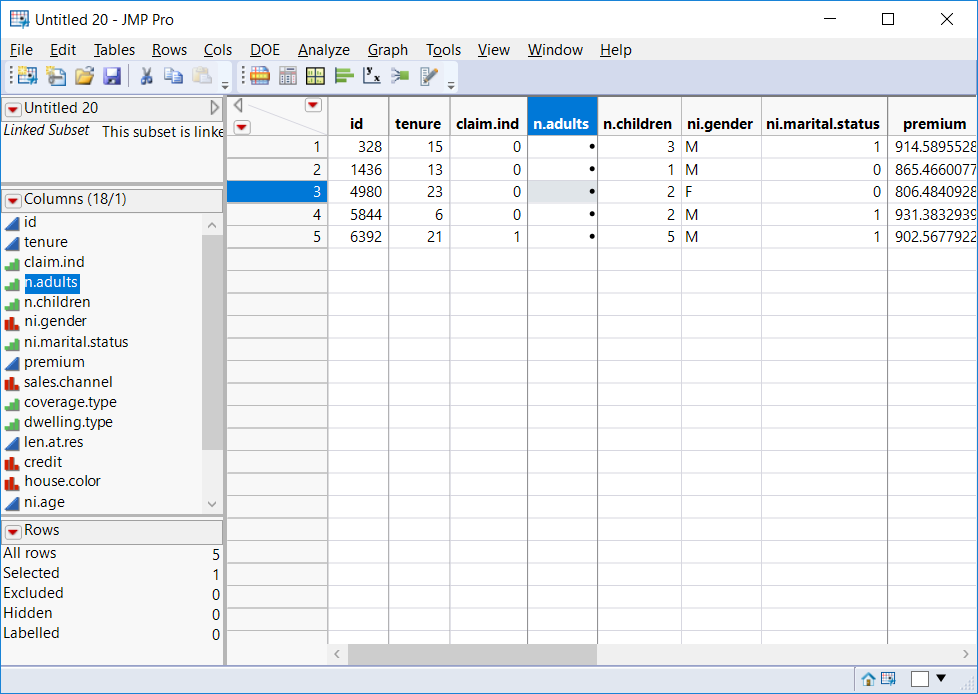 Untitled 20 - JMP Pro
File Edit Tables Rows Cols DOE Analyze Graph Tools View Window Help
Untitled 20
Linked Subset This subset is linke
Columns (18/1)
id
tenure
claim.ind
n.adults
n.children
ni.gender
ni.marital.status
premium
sales.channel
coverage.type
dwelling.type
len.at.res
credit
house.color
ni.age
Rows
All rows 5
Selected 1
Excluded 0
Hidden 0
Labelled 0
id tenure claim.ind n.adults n.children ni.gender ni.marital.status premium
1 328 15 0 • 3 M 1 914.5895528
2 1436 13 0 • 1 M 0 865.4660077
3 4980 23 0 • 2 F 0 806.4840928
4 5844 6 0 • 2 M 1 931.3832939
5 6392 21 1 • 5 M 1 902.5677922